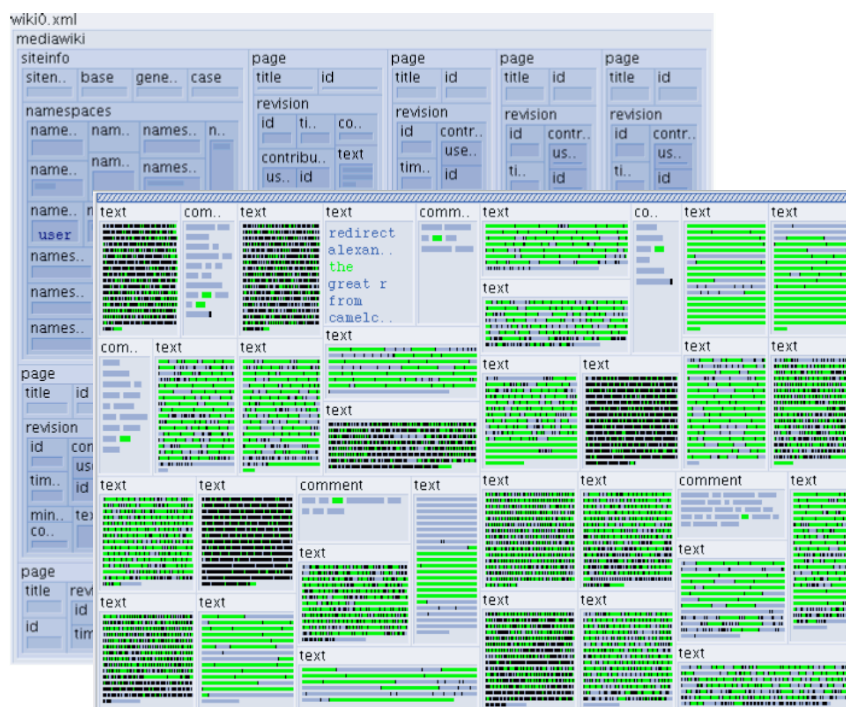 wiki0.xml
mediawiki
siteinfo
page
page
page
page
siten.. base gene.. case
title id
title id
title id
title id
namespaces
revision
revision
revision
revision
name.. nam.. names.. n..
id ti.. co..
id contr..
id contr..
id contr..
use..
us..
us..
name.. nam.. names..
contribu.. text
tim.. id
ti.. id
ti.. id
us.. id
name..
user
names..
names..
names..
page
title id
revision
id
tim.. id
min..
co..
page
title
id
id
text com.. text text comm.. text co.. text text
redirect
alexan..
the
great r
from
camelc..
text
text
com.. text text
text text
text text
text
text text comment text
text text
comment text
text
text
text text
text text
text
text